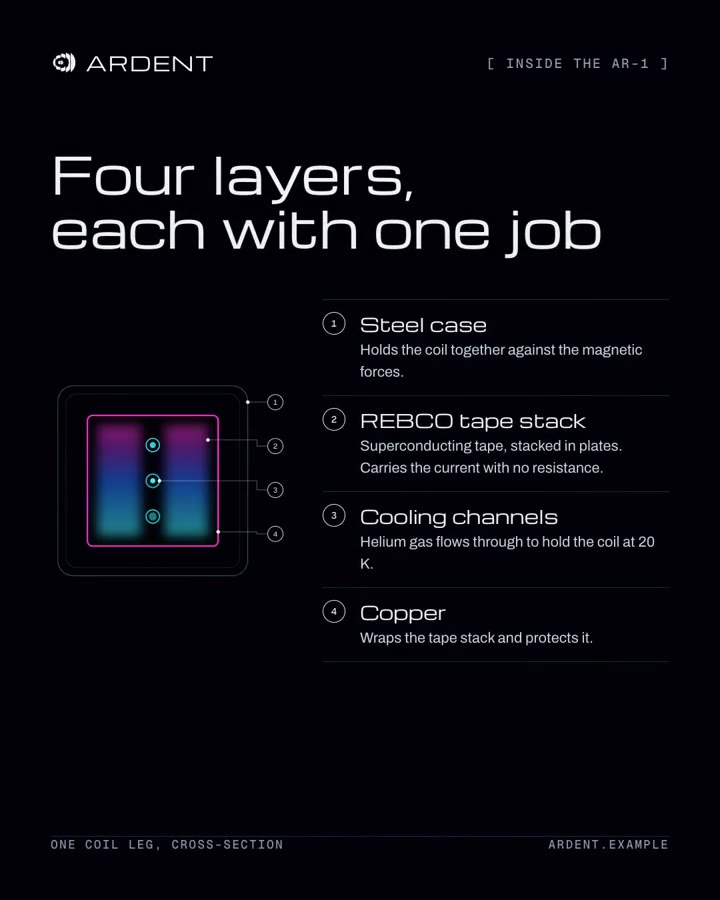 ARDENT
[ INSIDE THE AR-1 ]
Four layers,
each with one job
1
2
3
4
1 Steel case
Holds the coil together against the magnetic
forces.
2 REBCO tape stack
Superconducting tape, stacked in plates.
Carries the current with no resistance.
3 Cooling channels
Helium gas flows through to hold the coil at 20
K.
4 Copper
Wraps the tape stack and protects it.
ONE COIL LEG, CROSS-SECTION
ARDENT.EXAMPLE